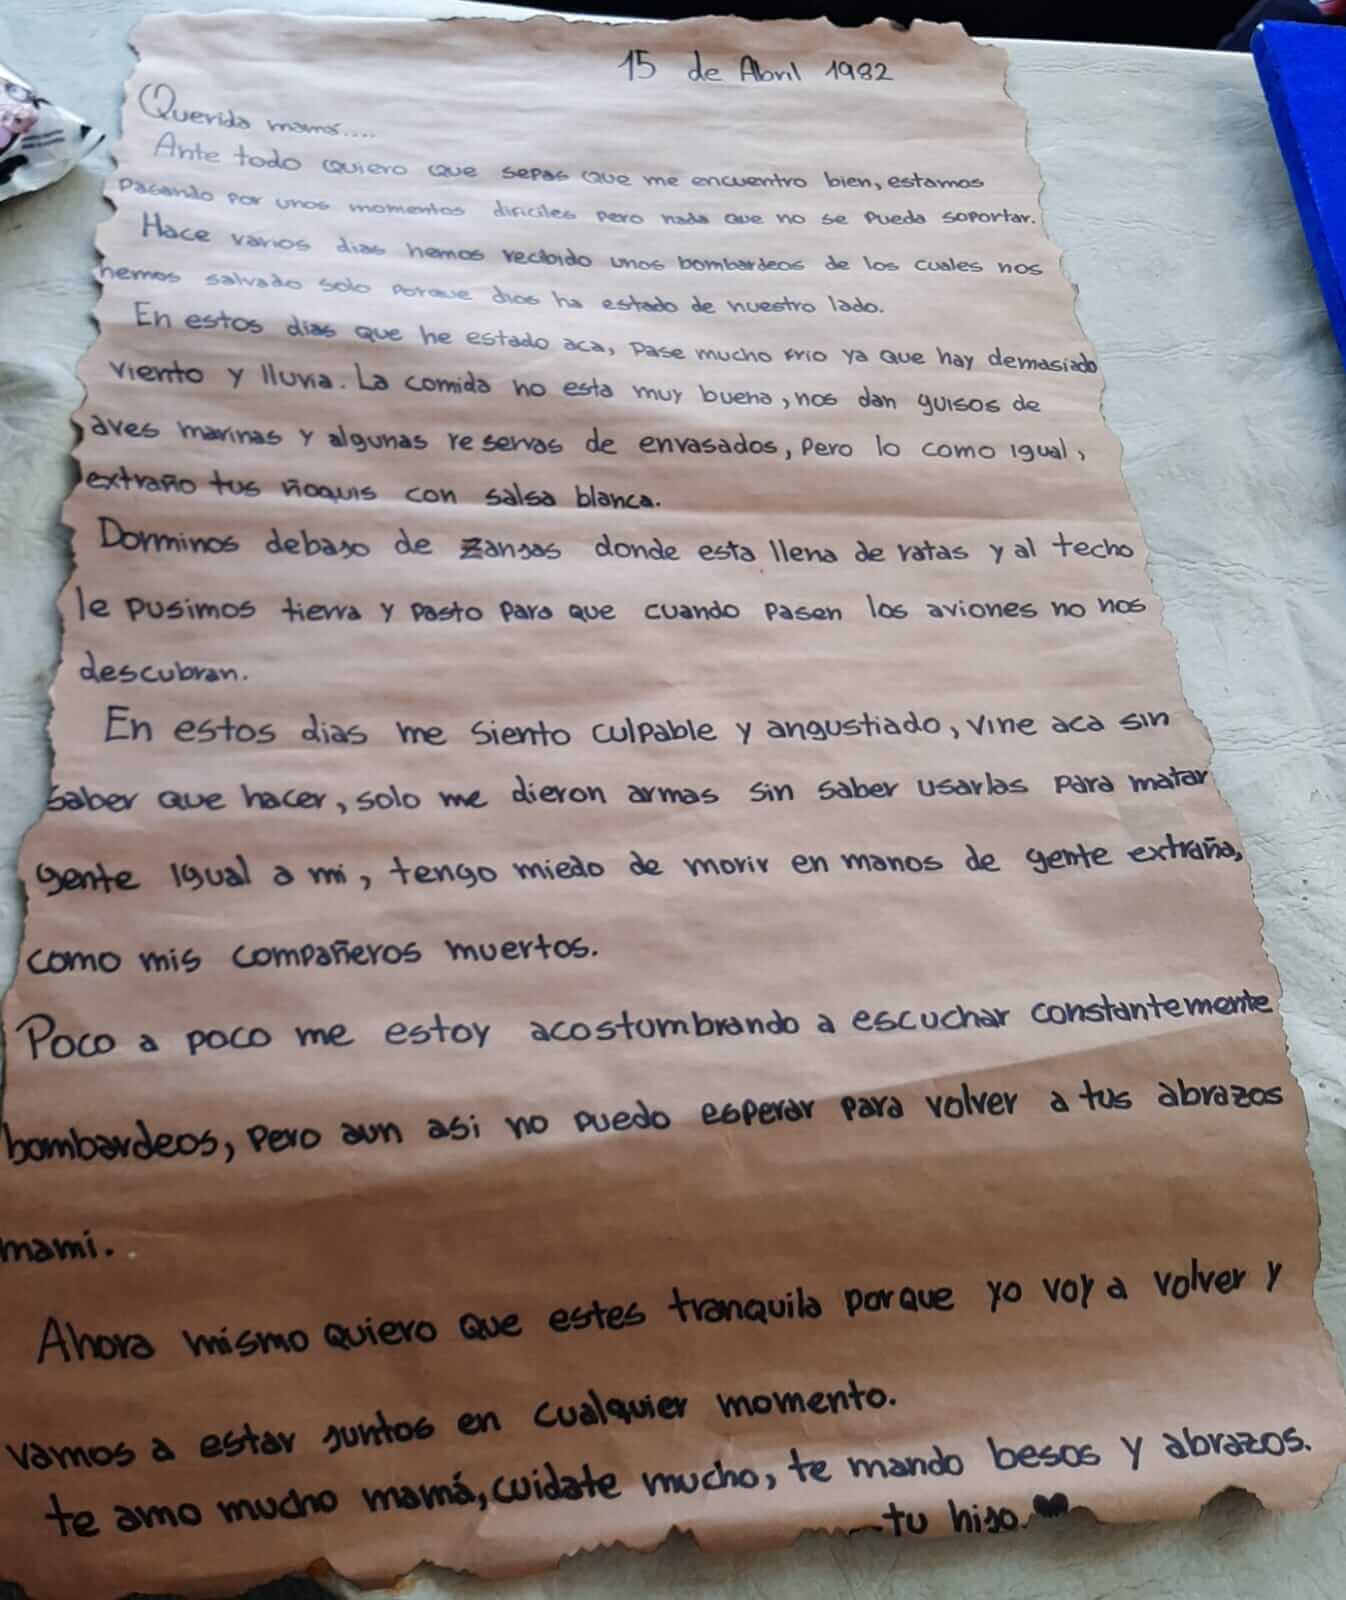 15 de Abril 1982
Querida mamá....
Ante todo quiero que sepas que me encuentro bien, estamos
pasando por unos momentos dificiles pero nada que no se pueda soportar.
Hace varios dias hemos recibido unos bombardeos de los cuales nos
hemos salvado solo porque dios ha estado de nuestro lado.
En estos dias que he estado aca, pase mucho frio ya que hay demasiado
viento y lluvia. La comida no esta muy buena, nos dan guisos de
aves marinas y algunas reservas de envasados, pero lo como igual,
extraño tus ñoquis con salsa blanca.
Dormimos debajo de zanjas donde esta llena de ratas y al techo
le pusimos tierra y pasto para que cuando pasen los aviones no nos
descubran.
En estos dias me siento culpable y angustiado, vine aca sin
saber que hacer, solo me dieron armas sin saber usarlas para matar
gente igual a mi, tengo miedo de morir en manos de gente extraña,
como mis compañeros muertos.
Poco a poco me estoy acostumbrando a escuchar constantemente
bombardeos, pero aun asi no puedo esperar para volver a tus abrazos
mami..
Ahora mismo quiero que estes tranquila porque yo voy a volver y
vamos a estar juntos en cualquier momento.
te amo mucho mamá, cuidate mucho, te mando besos y abrazos.
tu hijo.♥